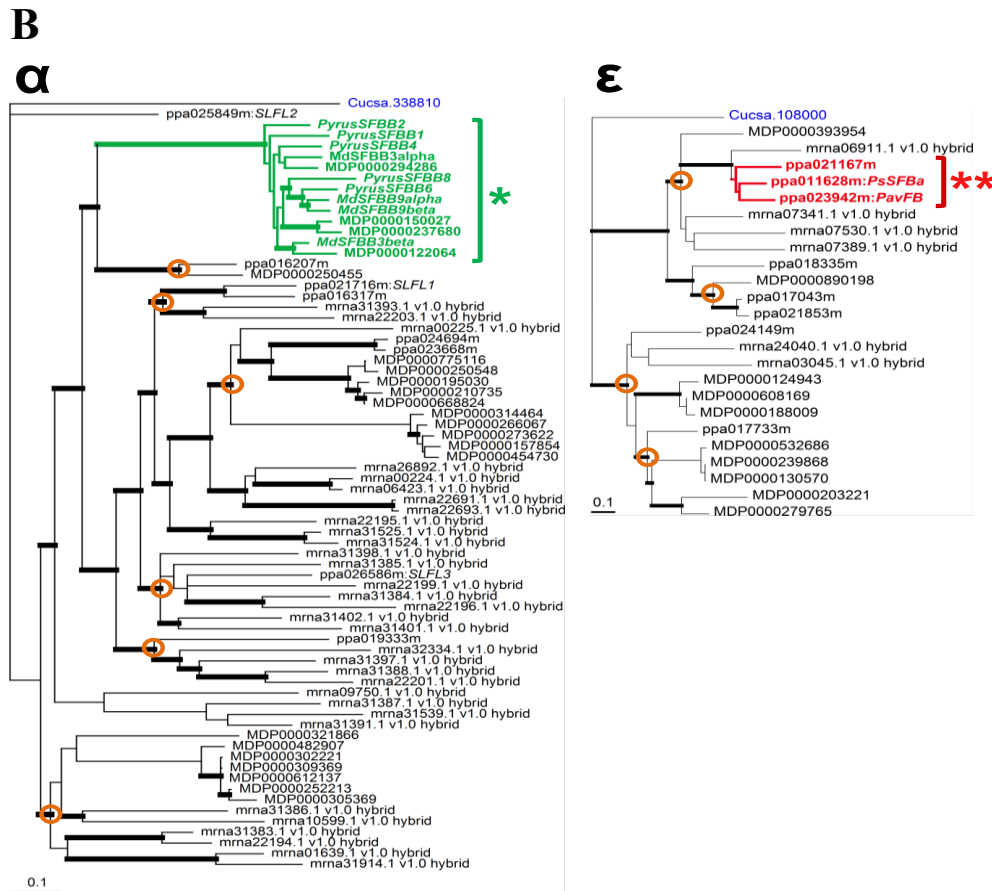 B
α
Cucsa.338810
ppa025849m:SLFL2
PyrusSFBB2
PyrusSFBB1
PyrusSFBB4
MdSFBB3alpha
MDP0000294286
PyrusSFBB8
PyrusSFBB6
MdSFBB9alpha
MdSFBB9beta
MDP0000150027
MDP0000237680
MdSFBB3beta
MDP0000122064
*
ppa016207m
MDP0000250455
ppa021716m:SLFL1
ppa016317m
mrna31393.1 v1.0 hybrid
mrna22203.1 v1.0 hybrid
mrna00225.1 v1.0 hybrid
ppa024694m
ppa023668m
MDP0000775116
MDP0000250548
MDP0000195030
MDP0000210735
MDP0000668824
MDP0000314464
MDP0000266067
MDP0000273622
MDP0000157854
MDP0000454730
mrna26892.1 v1.0 hybrid
mrna00224.1 v1.0 hybrid
mrna06423.1 v1.0 hybrid
mrna22691.1 v1.0 hybrid
mrna22693.1 v1.0 hybrid
mrna22195.1 v1.0 hybrid
mrna31525.1 v1.0 hybrid
mrna31524.1 v1.0 hybrid
mrna31398.1 v1.0 hybrid
mrna31385.1 v1.0 hybrid
ppa026586m:SLFL3
mrna22199.1 v1.0 hybrid
mrna31384.1 v1.0 hybrid
mrna22196.1 v1.0 hybrid
mrna31402.1 v1.0 hybrid
mrna31401.1 v1.0 hybrid
ppa019333m
mrna32334.1 v1.0 hybrid
mrna31397.1 v1.0 hybrid
mrna31388.1 v1.0 hybrid
mrna22201.1 v1.0 hybrid
mrna09750.1 v1.0 hybrid
mrna31387.1 v1.0 hybrid
mrna31539.1 v1.0 hybrid
mrna31391.1 v1.0 hybrid
MDP0000321866
MDP0000482907
MDP0000302221
MDP0000309369
MDP0000612137
MDP0000252213
MDP0000305369
mrna31386.1 v1.0 hybrid
mrna10599.1 v1.0 hybrid
mrna31383.1 v1.0 hybrid
mrna22194.1 v1.0 hybrid
mrna01639.1 v1.0 hybrid
mrna31914.1 v1.0 hybrid
0.1
ε
Cucsa.108000
MDP0000393954
mrna06911.1 v1.0 hybrid
ppa021167m
ppa011628m:PsSFBa
ppa023942m:PavFB
**
mrna07341.1 v1.0 hybrid
mrna07530.1 v1.0 hybrid
mrna07389.1 v1.0 hybrid
ppa018335m
MDP0000890198
ppa017043m
ppa021853m
ppa024149m
mrna24040.1 v1.0 hybrid
mrna03045.1 v1.0 hybrid
MDP0000124943
MDP0000608169
MDP0000188009
ppa017733m
MDP0000532686
MDP0000239868
MDP0000130570
MDP0000203221
MDP0000279765
0.1